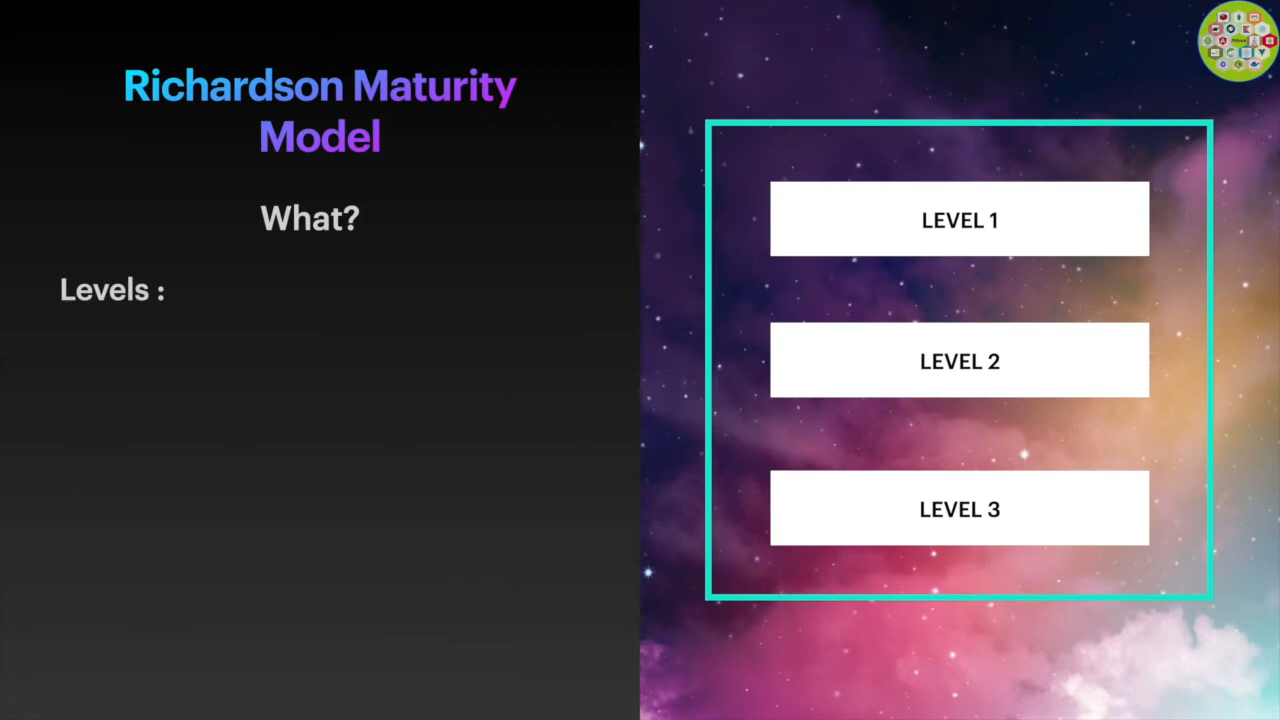 Richardson Maturity
Model
What?
Levels :
LEVEL 1
LEVEL 2
LEVEL 3